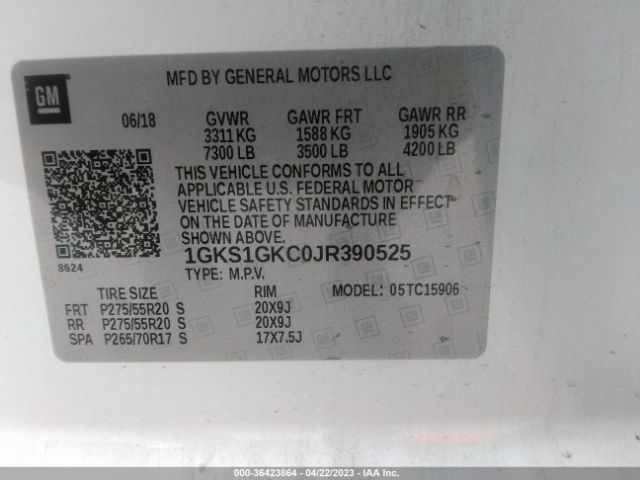 MFD BY GENERAL MOTORS LLC
GM
06/18 GVWR GAWR FRT GAWR RR
3311 KG 1588 KG 1905 KG
7300 LB 3500 LB 4200 LB
THIS VEHICLE CONFORMS TO ALL
APPLICABLE U.S. FEDERAL MOTOR
VEHICLE SAFETY STANDARDS IN EFFECT
ON THE DATE OF MANUFACTURE
SHOWN ABOVE.
8624
1GKS1GKC0JR390525
TYPE: M.P.V.
TIRE SIZE RIM MODEL: 05TC15906
FRT P275/55R20 S 20X9J
RR P275/55R20 S 20X9J
SPA P265/70R17 S 17X7.5J
000-36423864 - 04/22/2023 - IAA Inc.